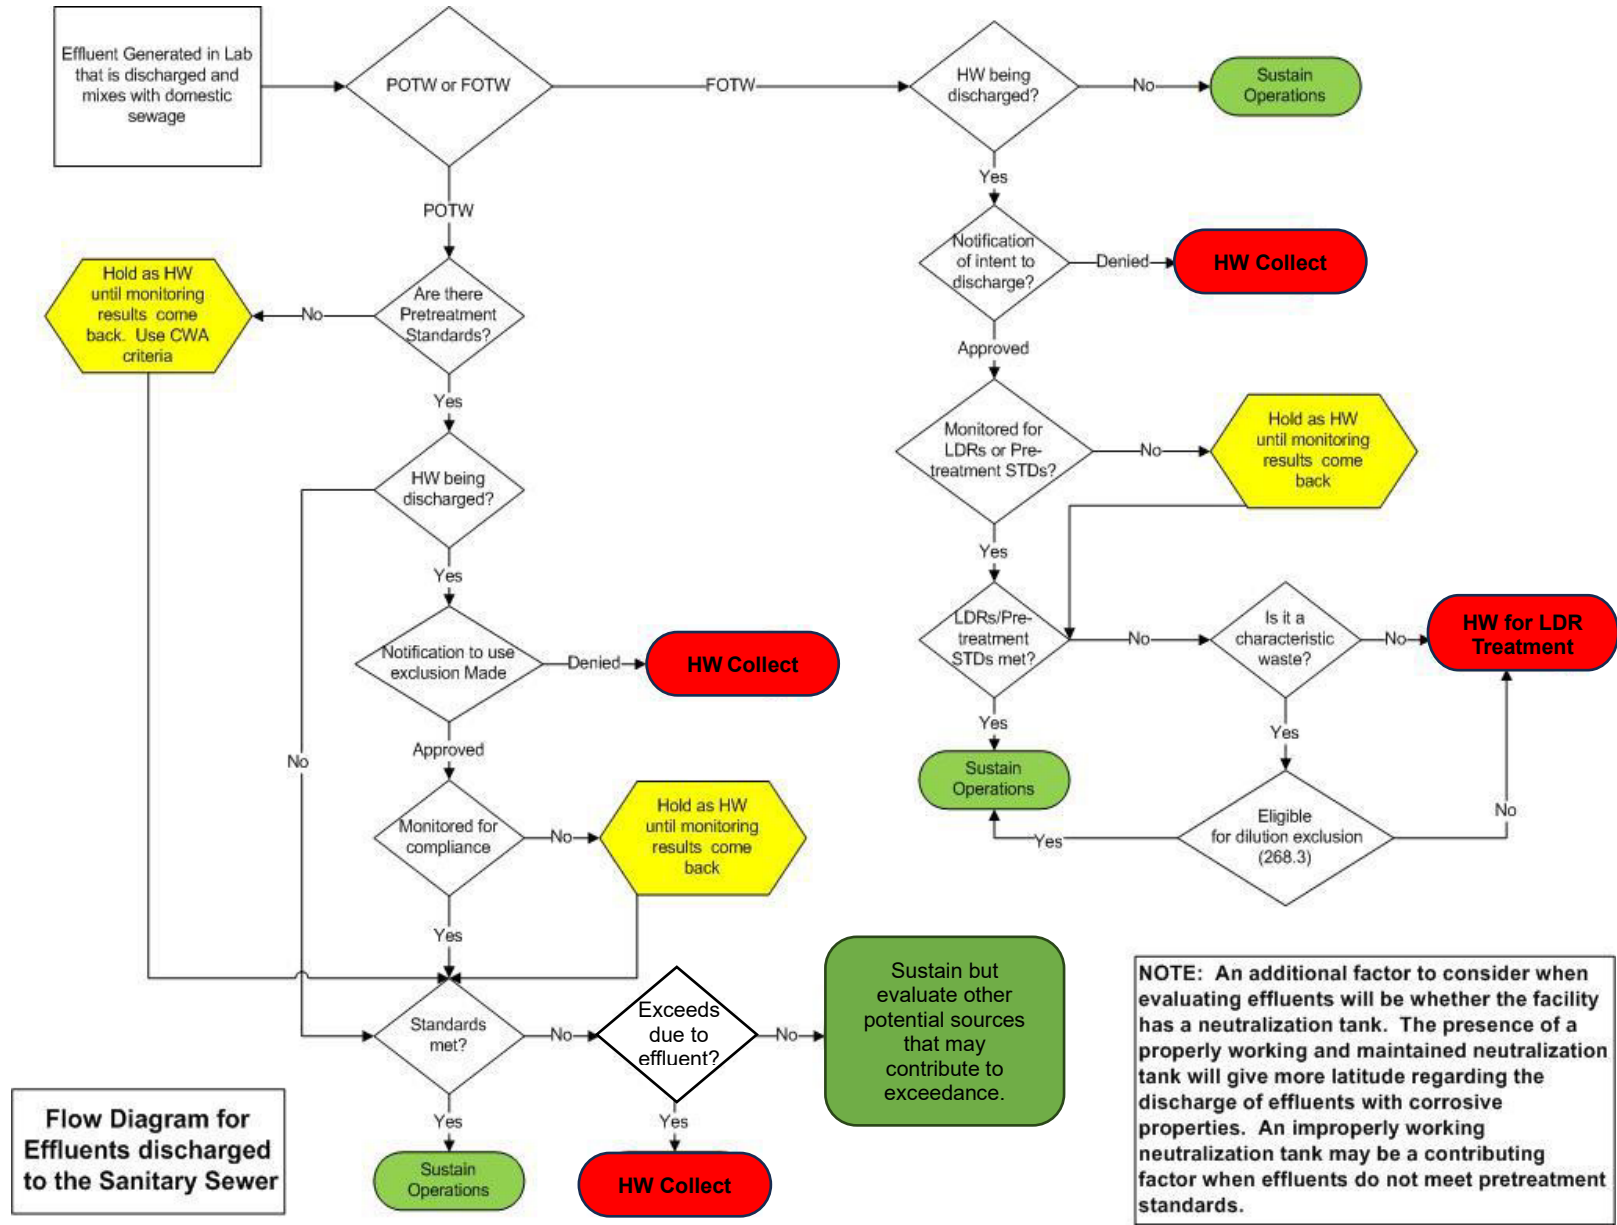 Effluent Generated in Lab
that is discharged and
mixes with domestic
sewage
POTW or FOTW
FOTW
HW being
discharged?
No
Sustain
Operations
Yes
POTW
Notification
of intent to
discharge?
Denied
HW Collect
Hold as HW
until monitoring
results come
back. Use CWA
criteria
No
Are there
Pretreatment
Standards?
Approved
Yes
Monitored for
LDRs or Pre-
treatment STDs?
No
Hold as HW
until monitoring
results come
back
HW being
discharged?
Yes
Yes
LDRs/Pre-
treatment
STDs met?
No
Is it a
characteristic
waste?
No
HW for LDR
Treatment
Notification to use
exclusion Made
Denied
HW Collect
Yes
Yes
No
Approved
Sustain
Operations
Hold as HW
until monitoring
results come
back
Monitored for
compliance
No
Yes
Eligible
for dilution exclusion
(268.3)
No
Yes
Standards
met?
No
Exceeds
due to
effluent?
No
Sustain but
evaluate other
potential sources
that may
contribute to
exceedance.
Yes
Sustain
Operations
Yes
HW Collect
Flow Diagram for
Effluents discharged
to the Sanitary Sewer
NOTE: An additional factor to consider when
evaluating effluents will be whether the facility
has a neutralization tank. The presence of a
properly working and maintained neutralization
tank will give more latitude regarding the
discharge of effluents with corrosive
properties. An improperly working
neutralization tank may be a contributing
factor when effluents do not meet pretreatment
standards.